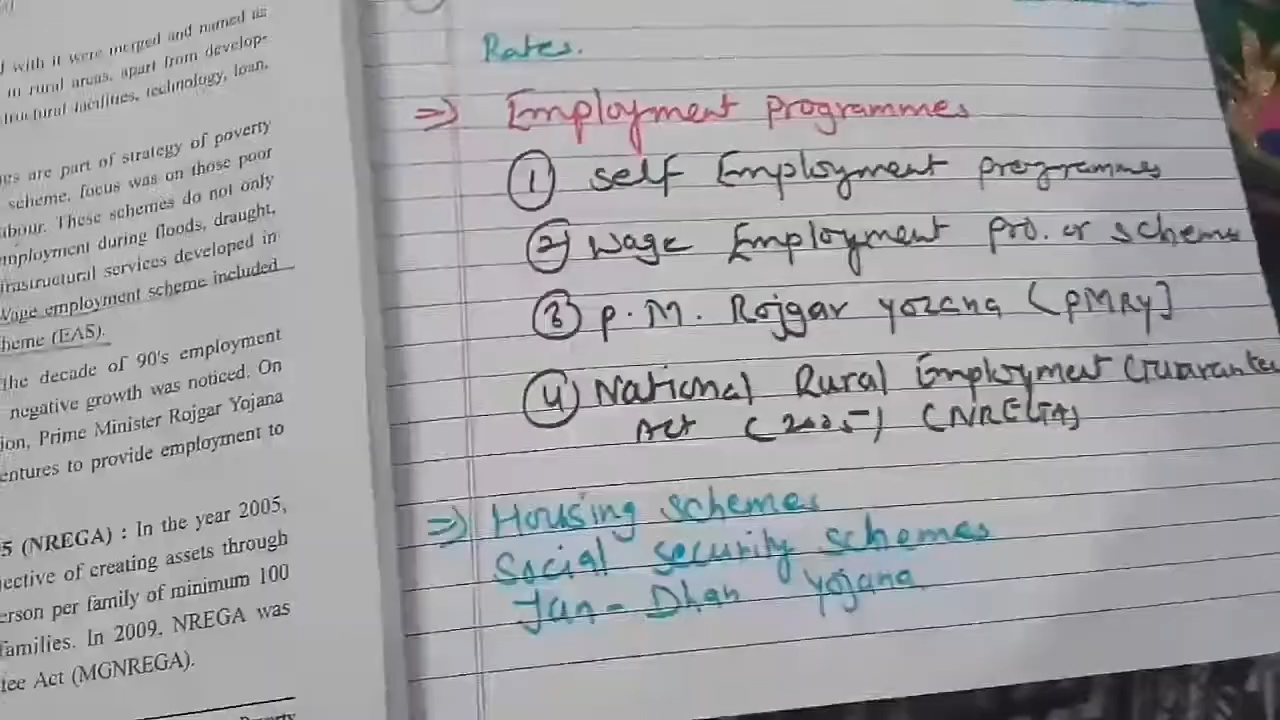 d with it were merged and named as
in rural areas, apart from develop-
tructural facilities, technology, loan,
ngs are part of strategy of poverty
scheme, focus was on those poor
abour. These schemes do not only
mployment during floods, draught,
frastructural services developed in
Wage employment scheme included
heme (EAS).
the decade of 90's employment
negative growth was noticed. On
ion, Prime Minister Rojgar Yojana
entures to provide employment to
5 (NREGA) : In the year 2005,
jective of creating assets through
erson per family of minimum 100
families. In 2009, NREGA was
tee Act (MGNREGA).
Rates.
⇒ Employment programmes
① self Employment programmes
② Wage Employment pro. or scheme
③ P.M. Rojgar yozana [PMRY]
④ National Rural Employment Guarantee
Act (2005) (NREGA)
⇒ Housing schemes
Social security schemes
Jan-Dhan yojana